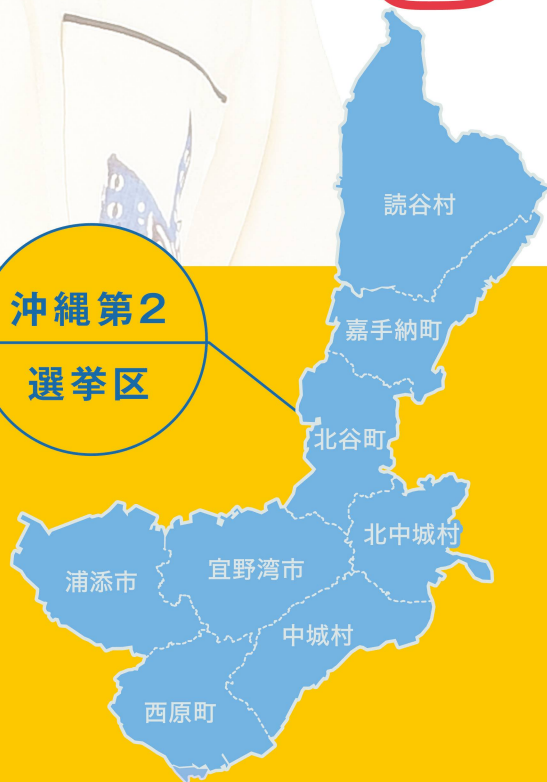 沖縄第2
選挙区
読谷村
嘉手納町
北谷町
北中城村
宜野湾市
浦添市
中城村
西原町